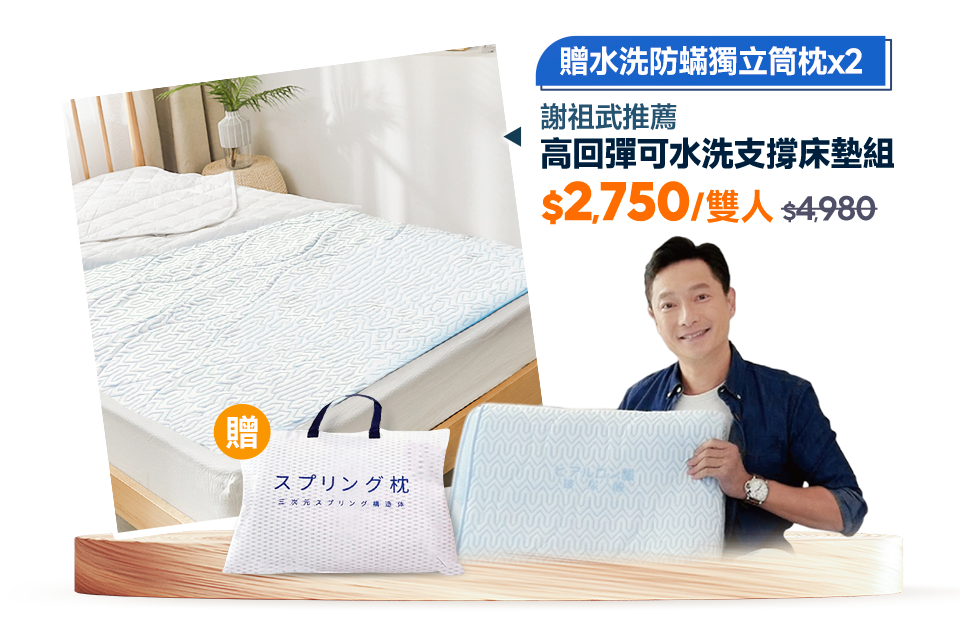 贈水洗防蟎獨立筒枕x2
謝祖武推薦
高回彈可水洗支撐床墊組
$2,750/雙人 $4,980
贈
スプリング枕
三次元スプリング構造体